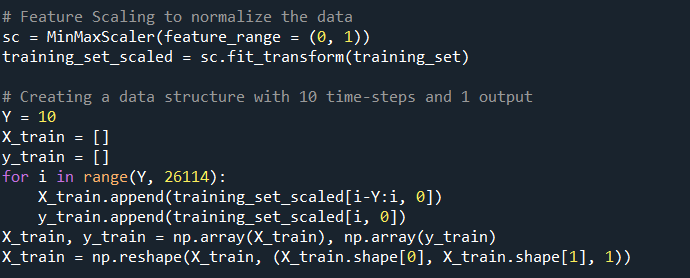 # Feature Scaling to normalize the data
sc = MinMaxScaler(feature_range = (0, 1))
training_set_scaled = sc.fit_transform(training_set)

# Creating a data structure with 10 time-steps and 1 output
Y = 10
X_train = []
y_train = []
for i in range(Y, 26114):
    X_train.append(training_set_scaled[i-Y:i, 0])
    y_train.append(training_set_scaled[i, 0])
X_train, y_train = np.array(X_train), np.array(y_train)
X_train = np.reshape(X_train, (X_train.shape[0], X_train.shape[1], 1))